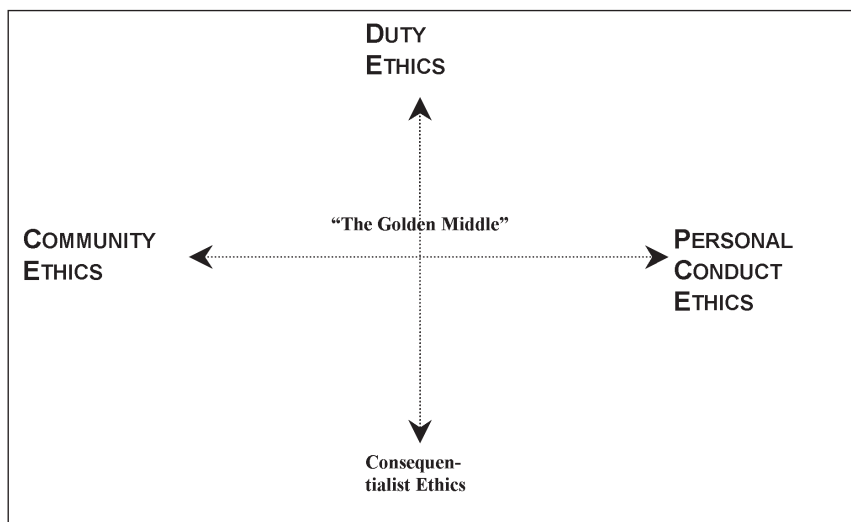 DUTY
ETHICS
“The Golden Middle”
COMMUNITY
ETHICS
PERSONAL
CONDUCT
ETHICS
Consequen-
tialist Ethics